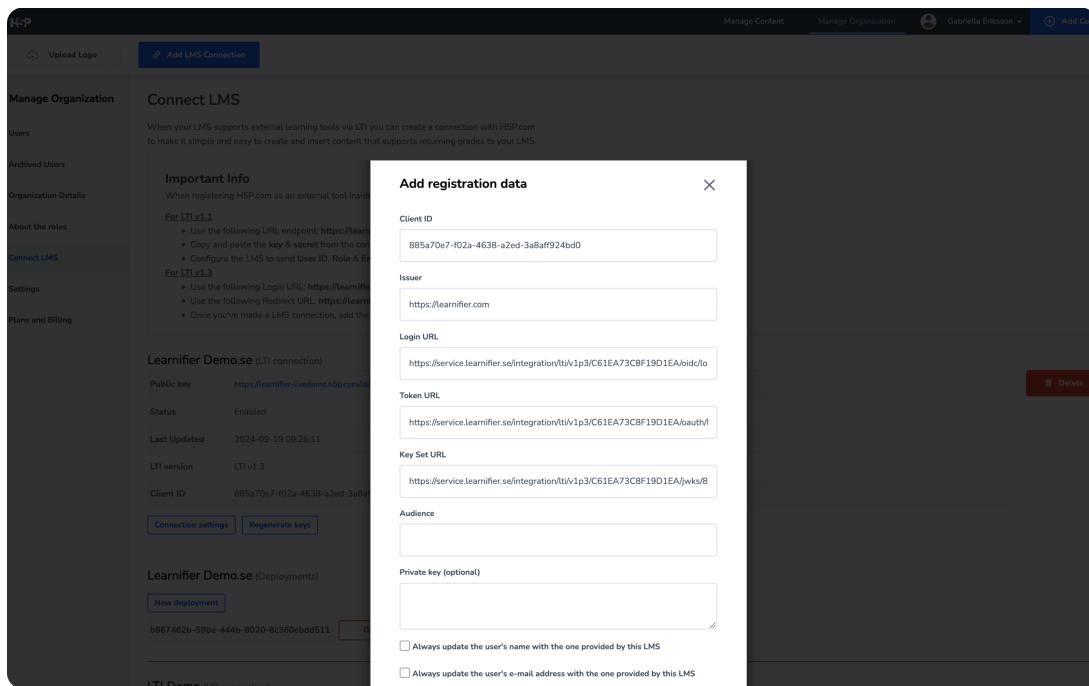 H-P
Manage Content
Manage Organization
Gabriella Eriksson
Add
Upload Logo
Add LMS Connection
Manage Organization
Users
Archived Users
Organization Details
About the roles
Connect LMS
Settings
Plans and Billing
Connect LMS
When your LMS supports external learning tools via LTI you can create a connection with H5P.com
to make it simple and easy to create and insert content that supports returning grades to your LMS.
Important Info
When registering H5P.com as an external tool
For LTI v1.1
Use the following URL endpoint:
Copy and paste the key & secret from the
Configure the LMS to send User ID, Role &
For LTI v1.3
Use the following Login URL:
Use the following Redirect URL:
Once you've made a LMS connection, add the
Learnifier Demo.se (LTI connection)
Public key
Delete
Status Enabled
Last Updated 2024-09-19 09:26:11
LTI version LTI v1.3
Client ID
Connection settings Regenerate keys
Learnifier Demo.se (Deployments)
New deployment
b867462b-59be-444b-8020-8c360ebdd511
LTI Demo
Add registration data
Client ID
885a70e7-f02a-4638-a2ed-3a8aff924bd0
Issuer
https://learnifier.com
Login URL
https://service.learnifier.se/integration/lti/v1p3/C61EA73C8F19D1EA/oidc/lo
Token URL
https://service.learnifier.se/integration/lti/v1p3/C61EA73C8F19D1EA/oauth/
Key Set URL
https://service.learnifier.se/integration/lti/v1p3/C61EA73C8F19D1EA/jwks/8
Audience
Private key (optional)
Always update the user's name with the one provided by this LMS
Always update the user's e-mail address with the one provided by this LMS